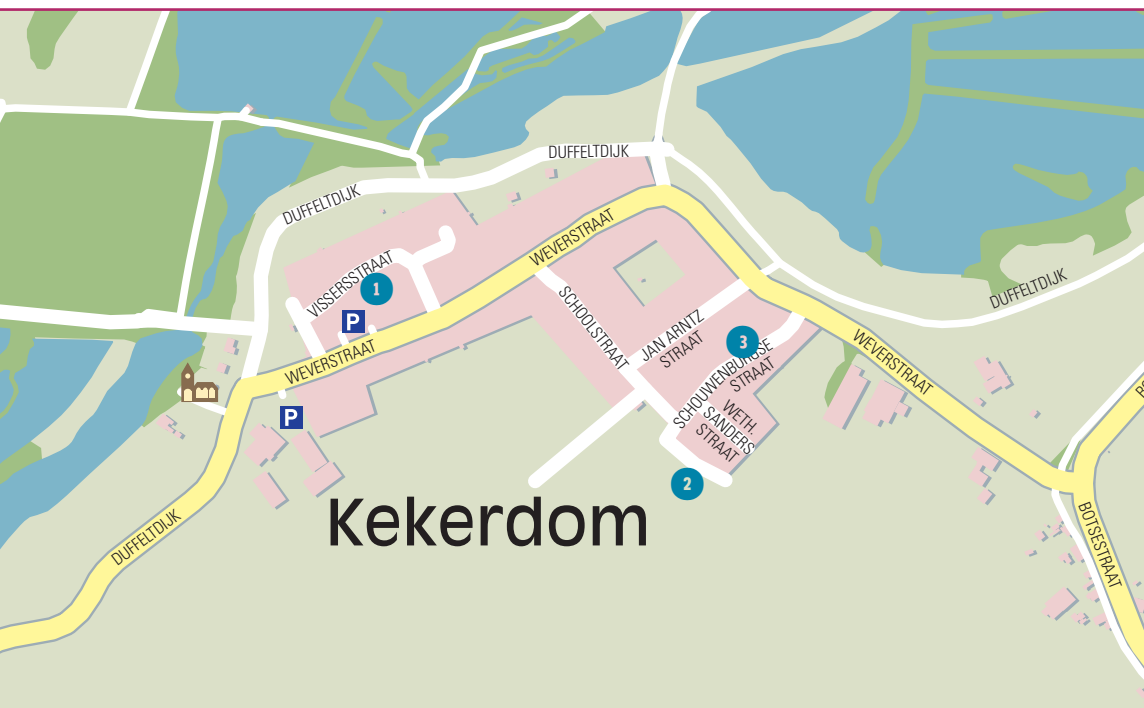 DUFFELTDIJK
DUFFELTDIJK
WEVERSTRAAT
VISSERSSTRAAT
1
DUFFELTDIJK
SCHOOLSTRAAT
P
JAN ARNTZ
STRAAT
3
WEVERSTRAAT
WEVERSTRAAT
SCHOUWENBURGSE
STRAAT
P
WETH.
SANDERS
STRAAT
2
Kekerdom
DUFFELTDIJK
BOTSESTRAAT